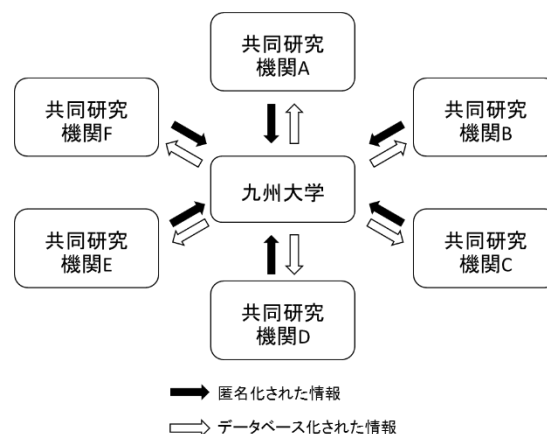 共同研究
機関A
共同研究
機関F
共同研究
機関B
九州大学
共同研究
機関E
共同研究
機関C
共同研究
機関D
匿名化された情報
データベース化された情報